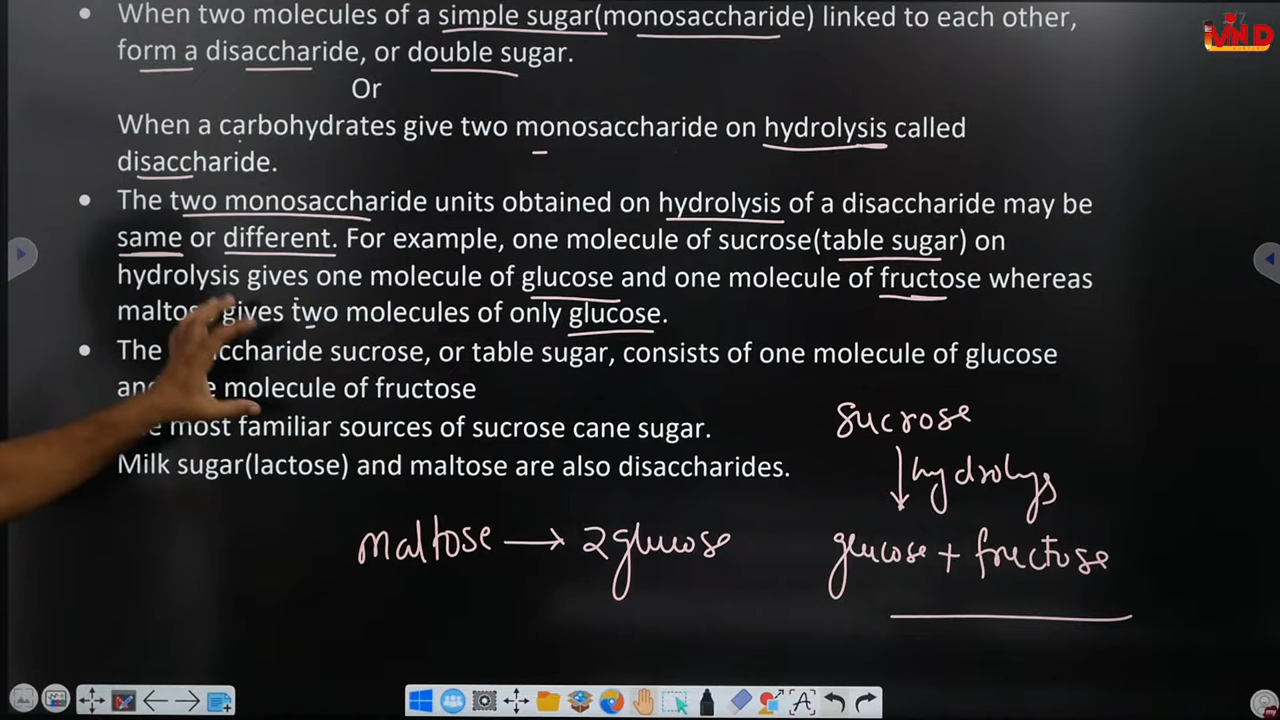 When two molecules of a simple sugar(monosaccharide) linked to each other,
form a disaccharide, or double sugar.
Or
When a carbohydrates give two monosaccharide on hydrolysis called
disaccharide.
The two monosaccharide units obtained on hydrolysis of a disaccharide may be
same or different. For example, one molecule of sucrose(table sugar) on
hydrolysis gives one molecule of glucose and one molecule of fructose whereas
gives two molecules of only glucose.
The sucrose, or table sugar, consists of one molecule of glucose
molecule of fructose
most familiar sources of sucrose cane sugar.
Milk sugar(lactose) and maltose are also disaccharides.
sucrose
hydrolys
maltose → 2glucose
glucose + fructose